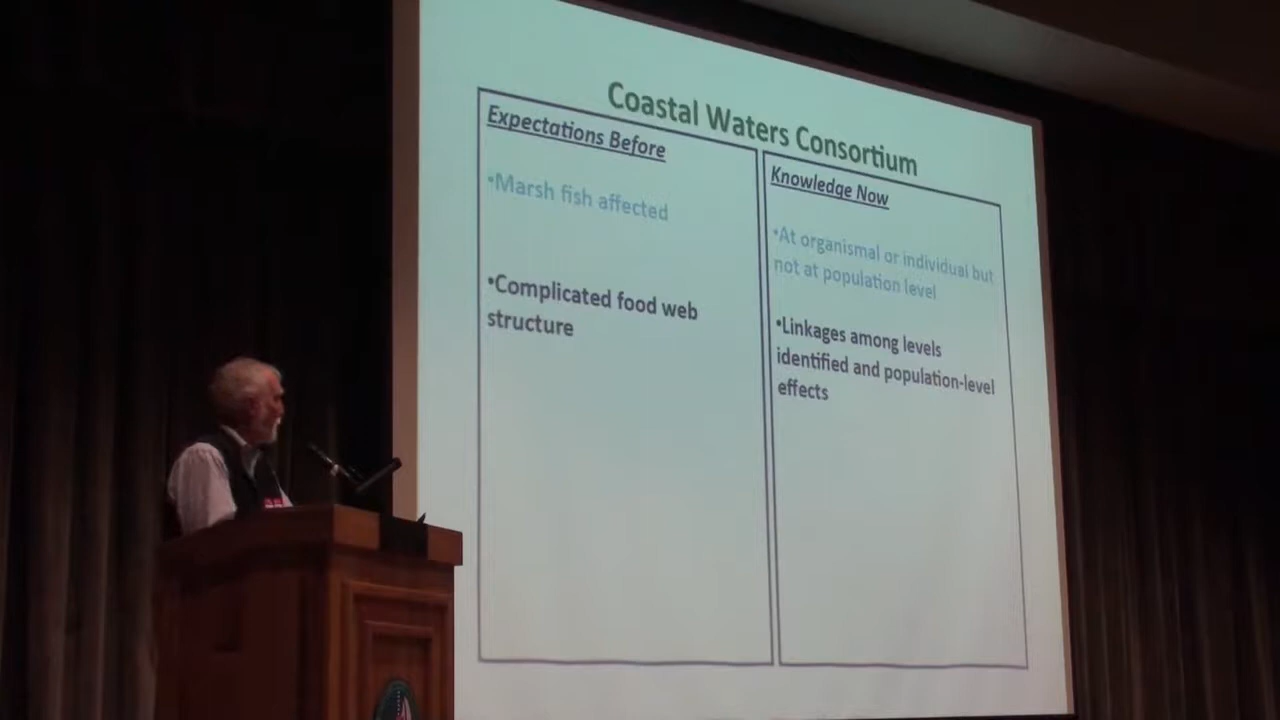 Coastal Waters Consortium
Expectations Before
•Marsh fish affected
•Complicated food web
structure
Knowledge Now
•At organismal or individual but
not at population level
•Linkages among levels
identified and population-level
effects